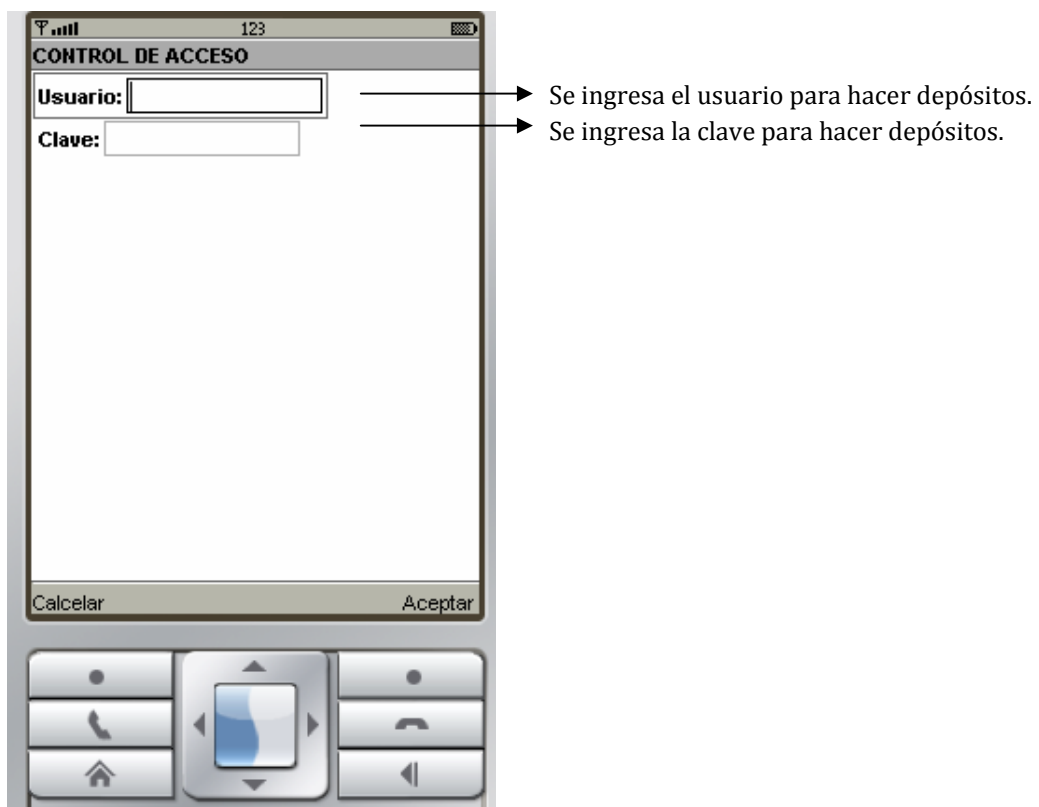 123
CONTROL DE ACCESO
Usuario:
Se ingresa el usuario para hacer depósitos.
Clave:
Se ingresa la clave para hacer depósitos.
Calcelar Aceptar